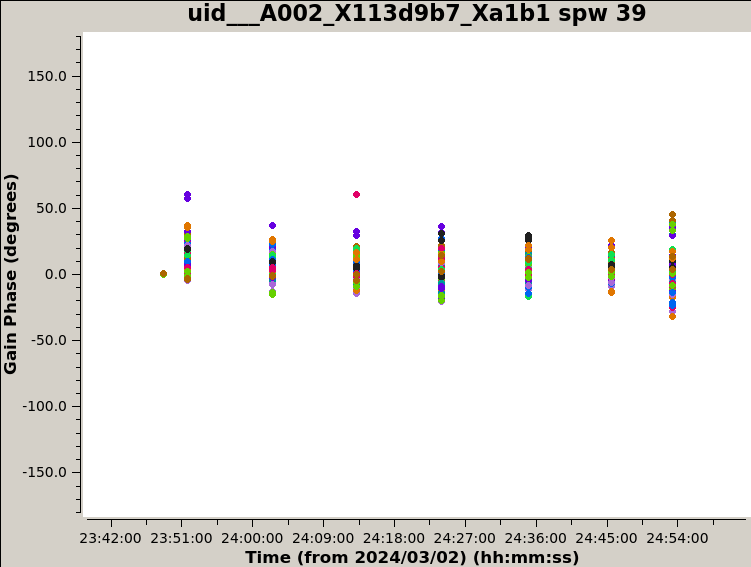 uid___A002_X113d9b7_Xa1b1 spw 39
150.0
100.0
50.0
0.0
-50.0
-100.0
-150.0
Gain Phase (degrees)
23:42:00 23:51:00 24:00:00 24:09:00 24:18:00 24:27:00 24:36:00 24:45:00 24:54:00
Time (from 2024/03/02) (hh:mm:ss)